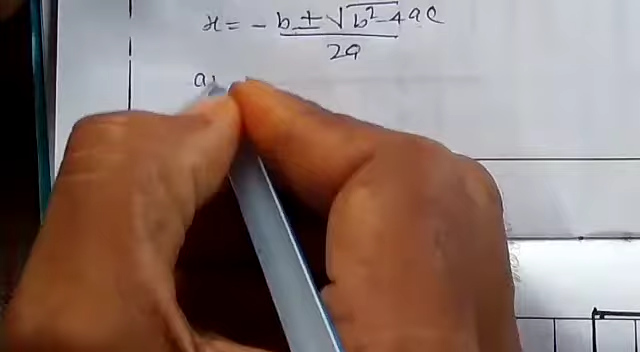 x = - b ± √b² - 4ac
2a
a